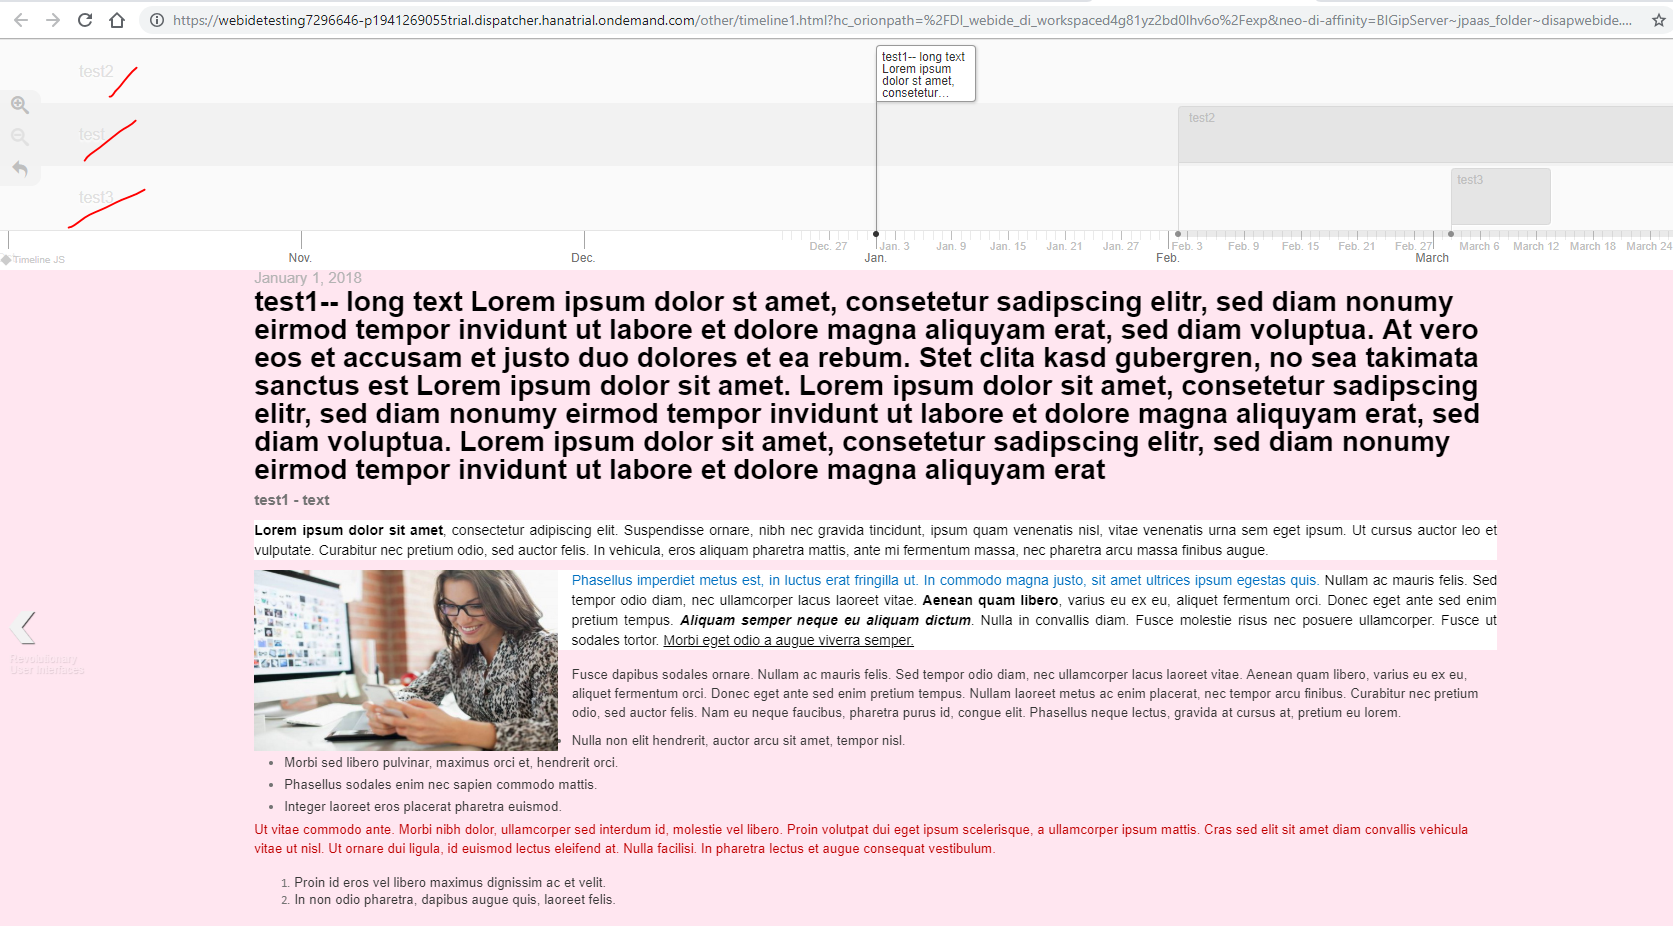 https://webidetesting7296646-p1941269055trial.dispatcher.hanatrial.ondemand.com/other/timeline1.html?hc_orionpath=%2FDI_webide_di_workspaced4g81yz2bd0lhv6o%2Fexp&neo-di-affinity=BIGipServer~jpaas_folder~disapwebide....
test2
test
test3
test1-- long text
Lorem ipsum
dolor st amet,
consetetur...
test2
test3
Dec. 27 Jan. 3 Jan. 9 Jan. 15 Jan. 21 Jan. 27 Feb. 3 Feb. 9 Feb. 15 Feb. 21 Feb. 27 March 6 March 12 March 18 March 24
Timeline JS
Nov. Dec. Jan. Feb. March
January 1, 2018
test1-- long text Lorem ipsum dolor st amet, consetetur sadipscing elitr, sed diam nonumy
eirmod tempor invidunt ut labore et dolore magna aliquyam erat, sed diam voluptua. At vero
eos et accusam et justo duo dolores et ea rebum. Stet clita kasd gubergren, no sea takimata
sanctus est Lorem ipsum dolor sit amet. Lorem ipsum dolor sit amet, consetetur sadipscing
elitr, sed diam nonumy eirmod tempor invidunt ut labore et dolore magna aliquyam erat, sed
diam voluptua. Lorem ipsum dolor sit amet, consetetur sadipscing elitr, sed diam nonumy
eirmod tempor invidunt ut labore et dolore magna aliquyam erat
test1 - text
Lorem ipsum dolor sit amet, consectetur adipiscing elit. Suspendisse ornare, nibh nec gravida tincidunt, ipsum quam venenatis nisl, vitae venenatis urna sem eget ipsum. Ut cursus auctor leo et
vulputate. Curabitur nec pretium odio, sed auctor felis. In vehicula, eros aliquam pharetra mattis, ante mi fermentum massa, nec pharetra arcu massa finibus augue.
Phasellus imperdiet metus est, in luctus erat fringilla ut. In commodo magna justo, sit amet ultrices ipsum egestas quis. Nullam ac mauris felis. Sed
tempor odio diam, nec ullamcorper lacus laoreet vitae. Aenean quam libero, varius eu ex eu, aliquet fermentum orci. Donec eget ante sed enim
pretium tempus. Aliquam semper neque eu aliquam dictum. Nulla in convallis diam. Fusce molestie risus nec posuere ullamcorper. Fusce ut
sodales tortor. Morbi eget odio a augue viverra semper.
Revolutionary
User Interfaces
Fusce dapibus sodales ornare. Nullam ac mauris felis. Sed tempor odio diam, nec ullamcorper lacus laoreet vitae. Aenean quam libero, varius eu ex eu,
aliquet fermentum orci. Donec eget ante sed enim pretium tempus. Nullam laoreet metus ac enim placerat, nec tempor arcu finibus. Curabitur nec pretium
odio, sed auctor felis. Nam eu neque faucibus, pharetra purus id, congue elit. Phasellus neque lectus, gravida at cursus at, pretium eu lorem.
• Nulla non elit hendrerit, auctor arcu sit amet, tempor nisl.
• Morbi sed libero pulvinar, maximus orci et, hendrerit orci.
• Phasellus sodales enim nec sapien commodo mattis.
• Integer laoreet eros placerat pharetra euismod.
Ut vitae commodo ante. Morbi nibh dolor, ullamcorper sed interdum id, molestie vel libero. Proin volutpat dui eget ipsum scelerisque, a ullamcorper ipsum mattis. Cras sed elit sit amet diam convallis vehicula
vitae ut nisl. Ut ornare dui ligula, id euismod lectus eleifend at. Nulla facilisi. In pharetra lectus et augue consequat vestibulum.
1. Proin id eros vel libero maximus dignissim ac et velit.
2. In non odio pharetra, dapibus augue quis, laoreet felis.